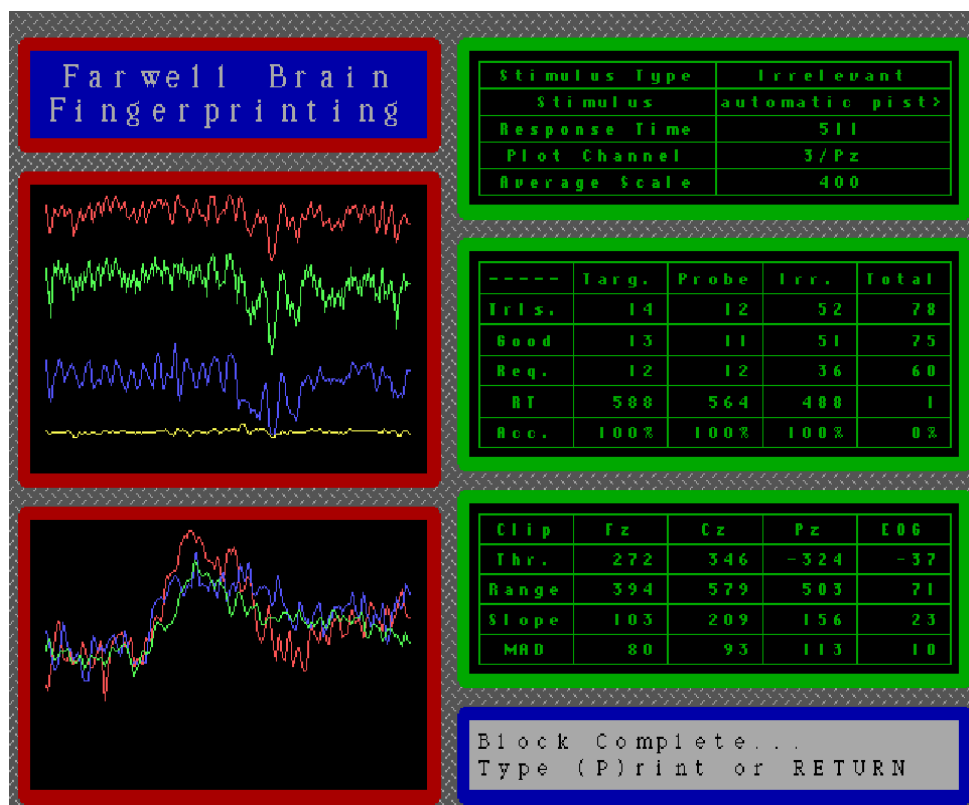 Farwell Brain
Fingerprinting
Stimulus Type Irrelevant
Stimulus automatic pist>
Response Time 511
Plot Channel 3/Pz
Average Scale 400
----- Targ. Probe Irr. Total
Trls. 14 12 52 78
Good 13 11 51 75
Req. 12 12 36 60
RT 588 564 488 1
Acc. 100% 100% 100% 0%
Clip Fz Cz Pz EOG
Thr. 272 346 -324 -37
Range 394 579 503 71
Slope 103 209 156 23
MAD 80 93 113 10
Block Complete...
Type (P)rint or RETURN